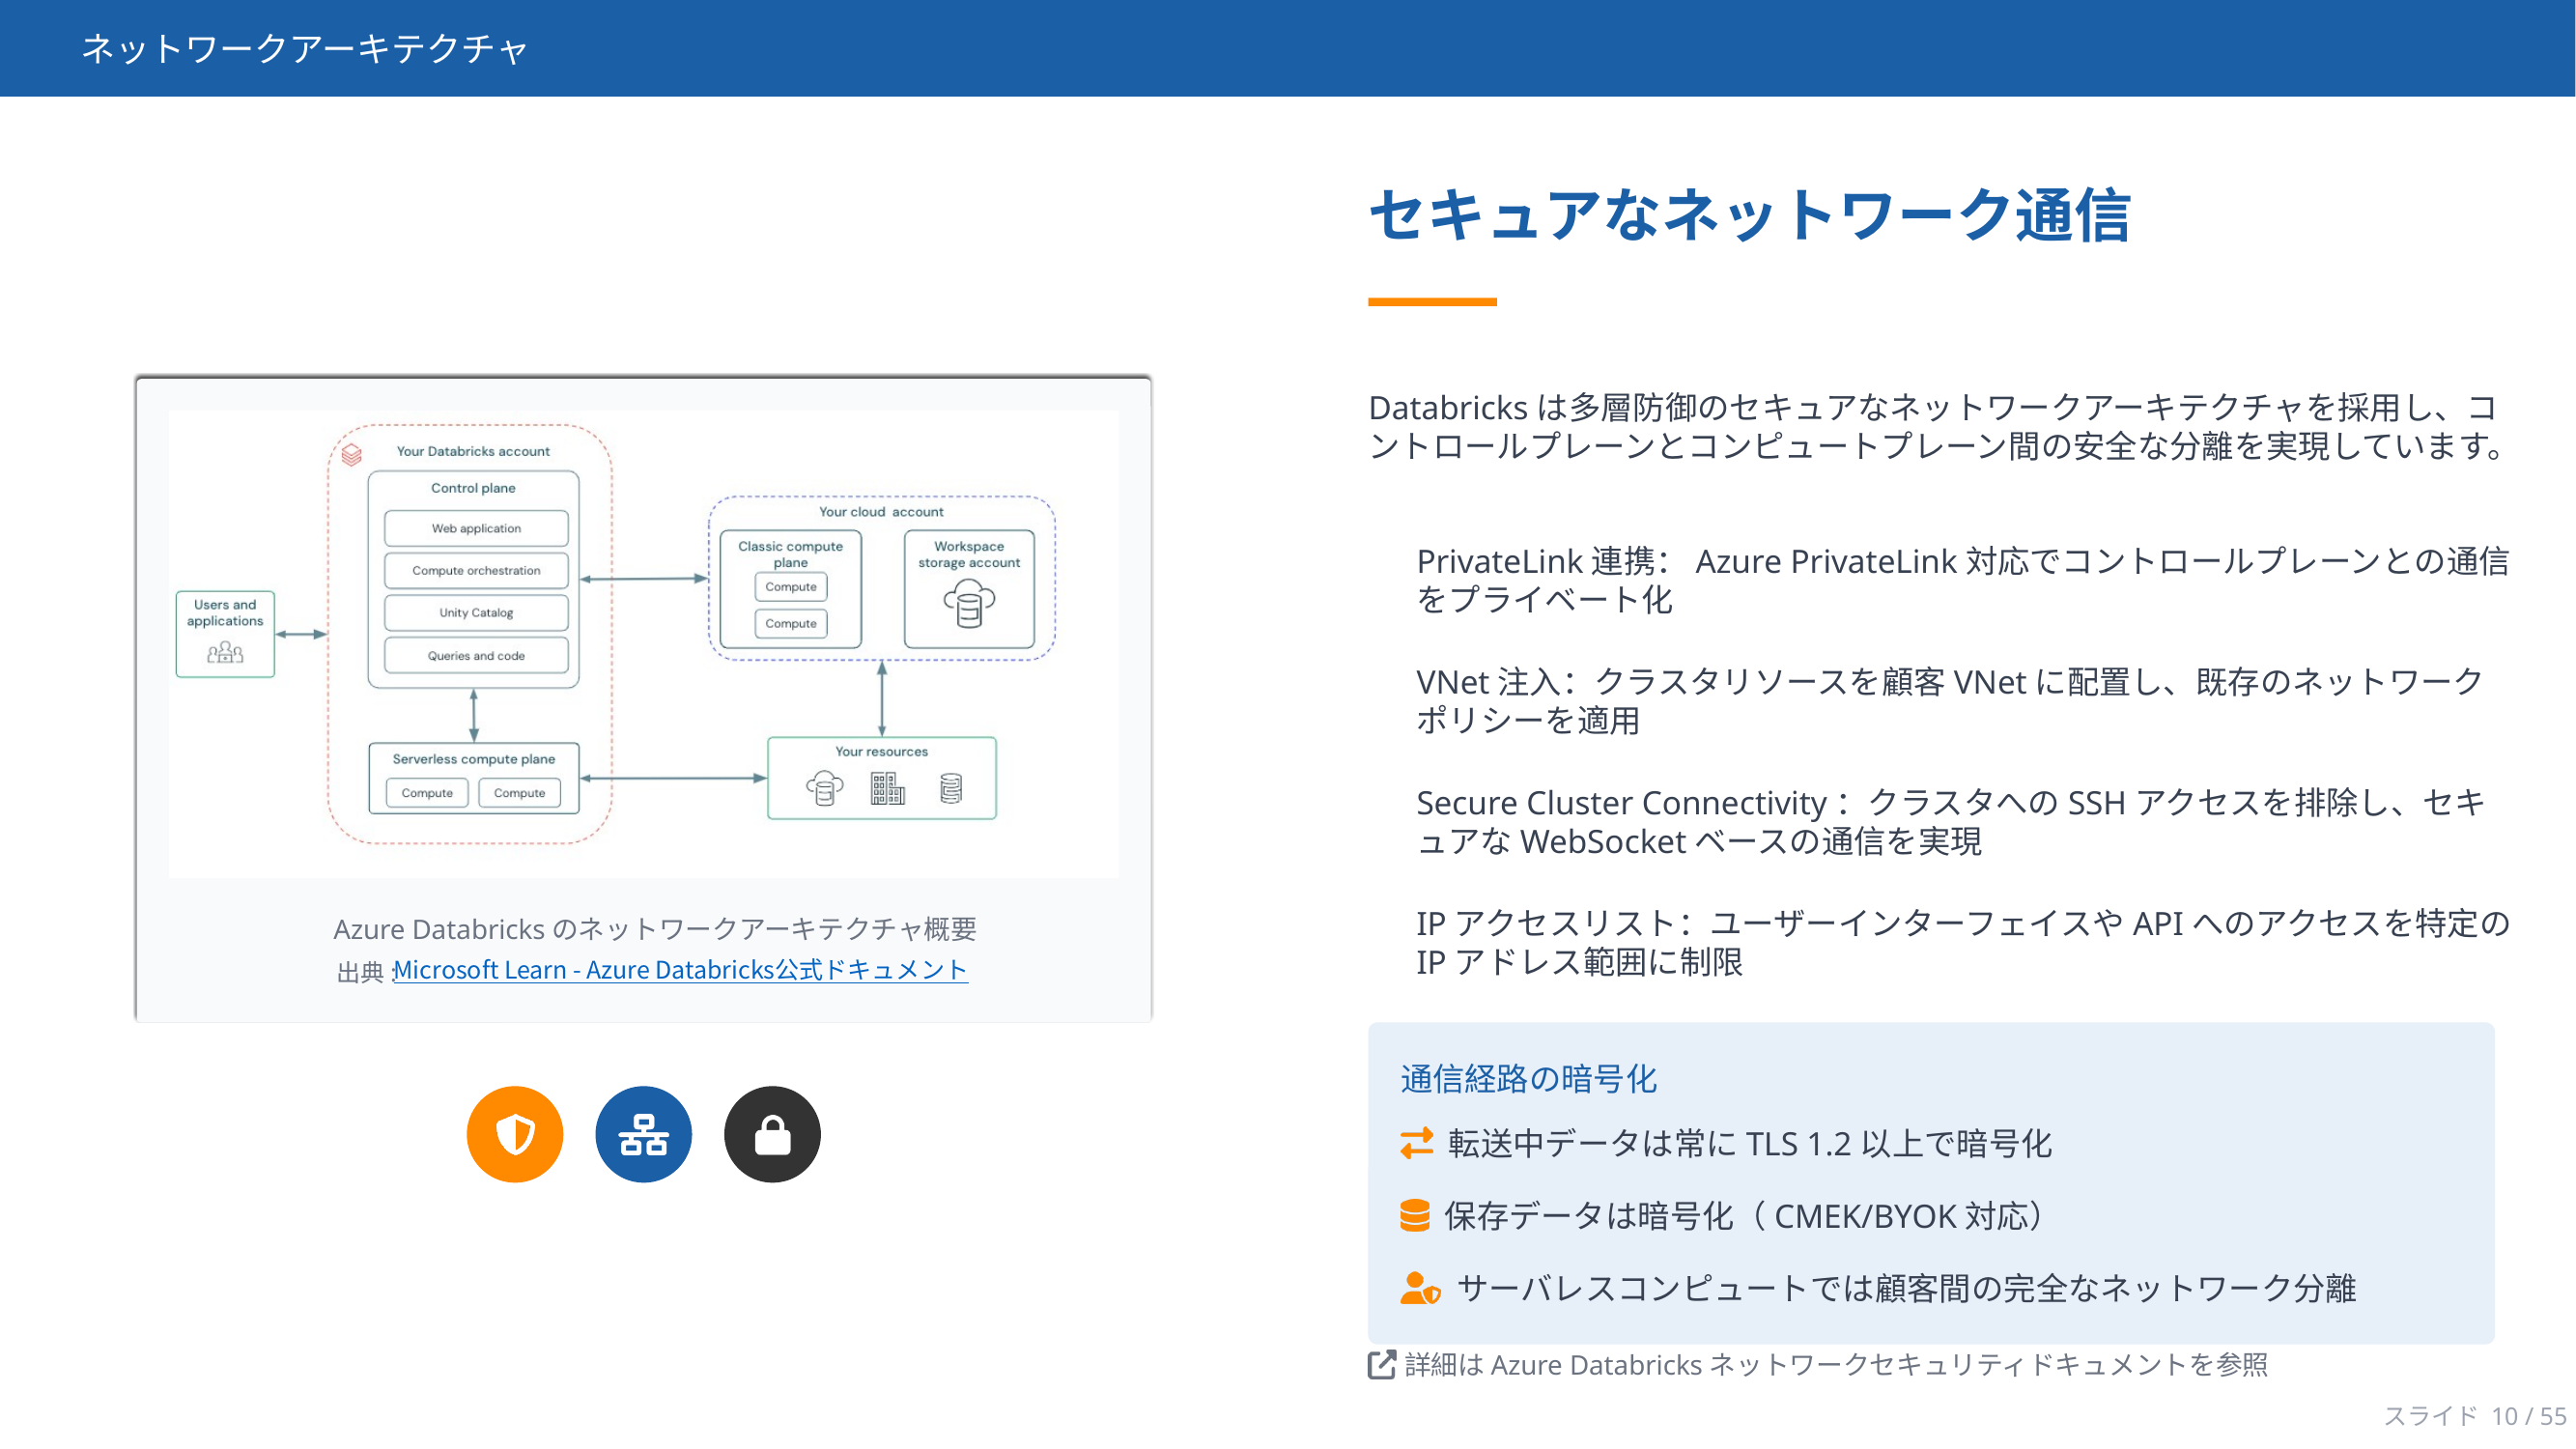 ネットワークアーキテクチャ
セキュアなネットワーク通信
Databricks は多層防御のセキュアなネットワークアーキテクチャを採用し、コ
ントロールプレーンとコンピュートプレーン間の安全な分離を実現しています。
PrivateLink 連携： Azure PrivateLink 対応でコントロールプレーンとの通信
をプライベート化
VNet 注入：クラスタリソースを顧客 VNet に配置し、既存のネットワーク
ポリシーを適用
Secure Cluster Connectivity ：クラスタへの SSH アクセスを排除し、セキ
ュアな WebSocket ベースの通信を実現
IP アクセスリスト：ユーザーインターフェイスや API へのアクセスを特定の
IP アドレス範囲に制限
通信経路の暗号化
転送中データは常に TLS 1.2 以上で暗号化
保存データは暗号化（ CMEK/BYOK 対応）
サーバレスコンピュートでは顧客間の完全なネットワーク分離
詳細は Azure Databricks ネットワークセキュリティドキュメントを参照
Your Databricks account
Control plane
Web application
Compute orchestration
Unity Catalog
Queries and code
Users and
applications
Serverless compute plane
Compute
Compute
Your cloud account
Classic compute
plane
Compute
Compute
Workspace
storage account
Your resources
Azure Databricks のネットワークアーキテクチャ概要
出典 :Microsoft Learn - Azure Databricks公式ドキュメント
スライド 10 / 55